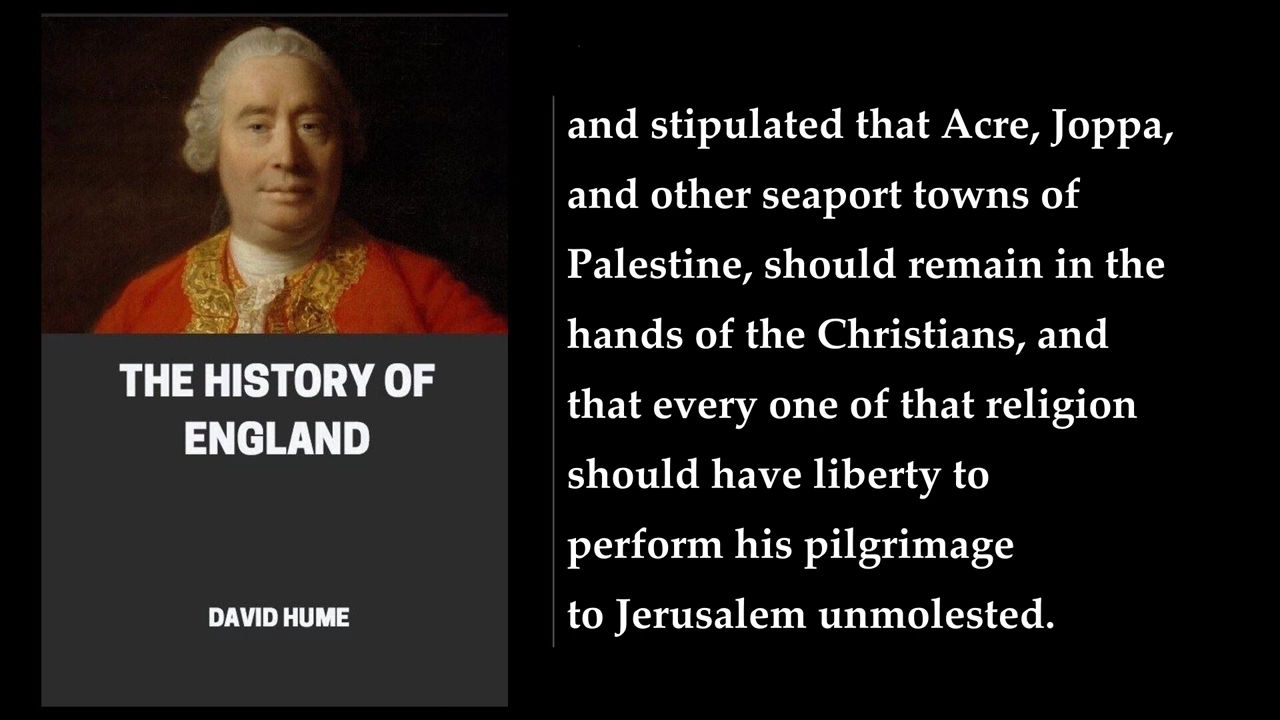 THE HISTORY OF
ENGLAND
DAVID HUME
and stipulated that Acre, Joppa,
and other seaport towns of
Palestine, should remain in the
hands of the Christians, and
that every one of that religion
should have liberty to
perform his pilgrimage
to Jerusalem unmolested.